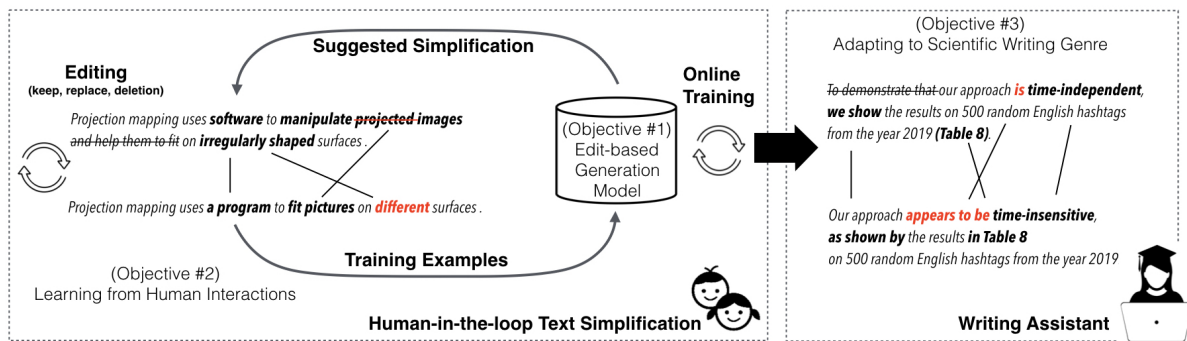 Suggested Simplification
Editing
(keep, replace, deletion)
Projection mapping uses software to manipulate projected images
and help them to fit on irregularly shaped surfaces .
Projection mapping uses a program to fit pictures on different surfaces .
Training Examples
(Objective #2)
Learning from Human Interactions
(Objective #1)
Edit-based
Generation
Model
Online
Training
Human-in-the-loop Text Simplification
(Objective #3)
Adapting to Scientific Writing Genre
To demonstrate that our approach is time-independent,
we show the results on 500 random English hashtags
from the year 2019 (Table 8).
Our approach appears to be time-insensitive,
as shown by the results in Table 8
on 500 random English hashtags from the year 2019
Writing Assistant